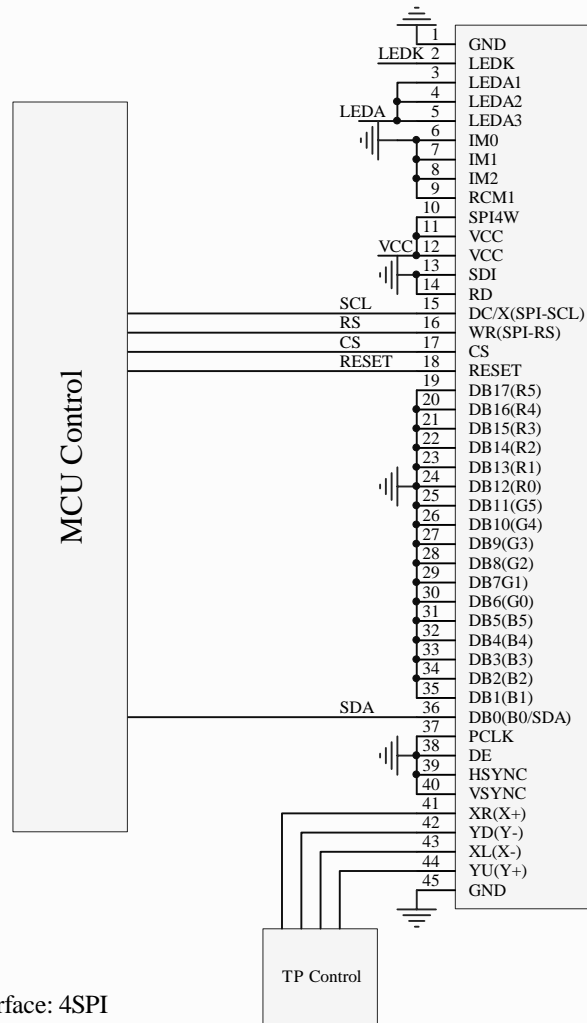 1 GND
LEDK 2 LEDK
3 LEDA1
4 LEDA2
LEDA 5 LEDA3
6 IM0
7 IM1
8 IM2
9 RCM1
10 SPI4W
11 VCC
VCC 12 VCC
13 SDI
14 RD
SCL 15 DC/X(SPI-SCL)
RS 16 WR(SPI-RS)
CS 17 CS
RESET 18 RESET
19 DB17(R5)
20 DB16(R4)
21 DB15(R3)
22 DB14(R2)
23 DB13(R1)
24 DB12(R0)
25 DB11(G5)
26 DB10(G4)
27 DB9(G3)
28 DB8(G2)
29 DB7G1)
30 DB6(G0)
31 DB5(B5)
32 DB4(B4)
33 DB3(B3)
34 DB2(B2)
35 DB1(B1)
SDA 36 DB0(B0/SDA)
37 PCLK
38 DE
39 HSYNC
40 VSYNC
41 XR(X+)
42 YD(Y-)
43 XL(X-)
44 YU(Y+)
45 GND
MCU Control
TP Control
rface: 4SPI